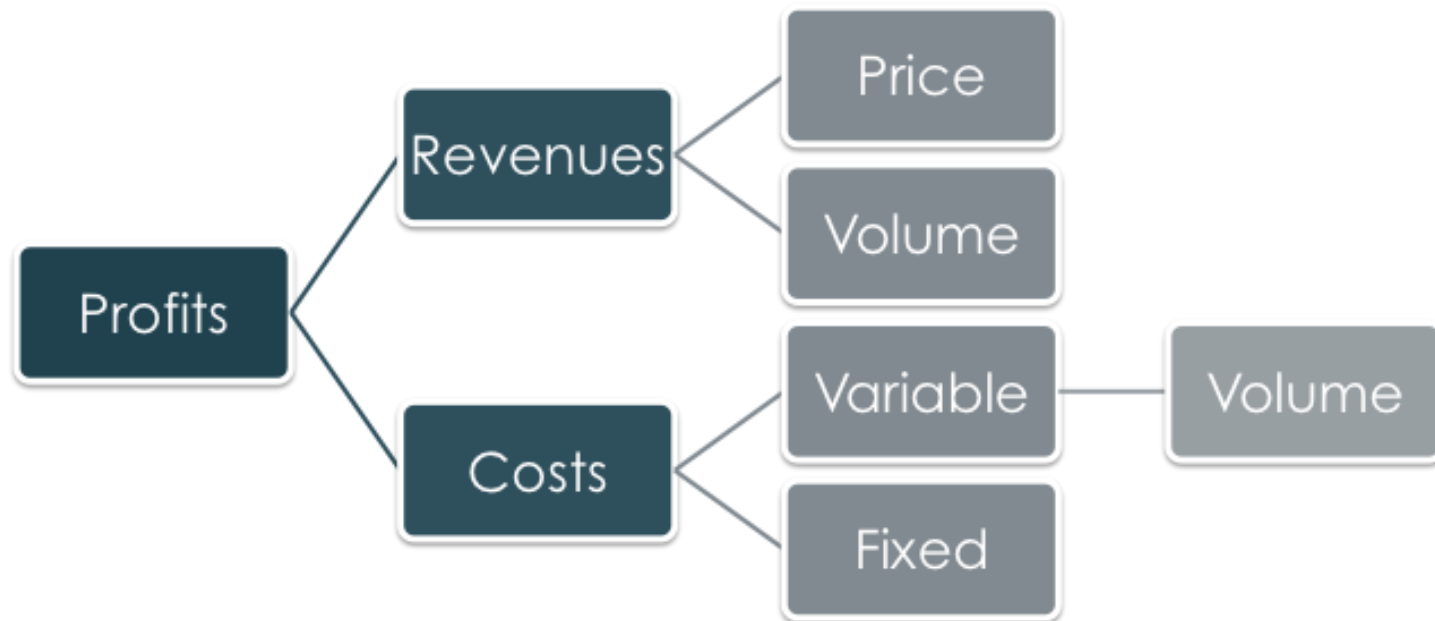 Profits
Revenues
Price
Volume
Costs
Variable
Volume
Fixed